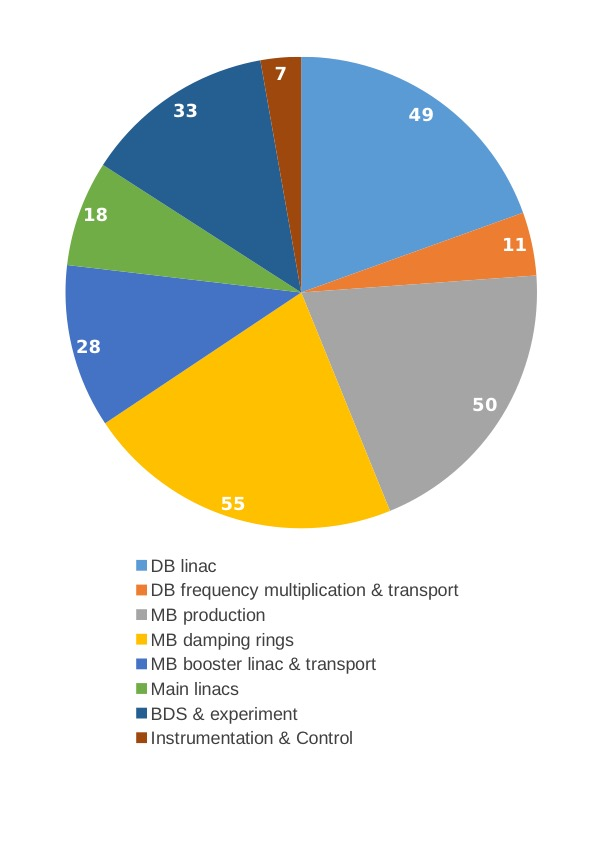 7
49
33
11
18
28
50
55
DB linac
DB frequency multiplication & transport
MB production
MB damping rings
MB booster linac & transport
Main linacs
BDS & experiment
Instrumentation & Control